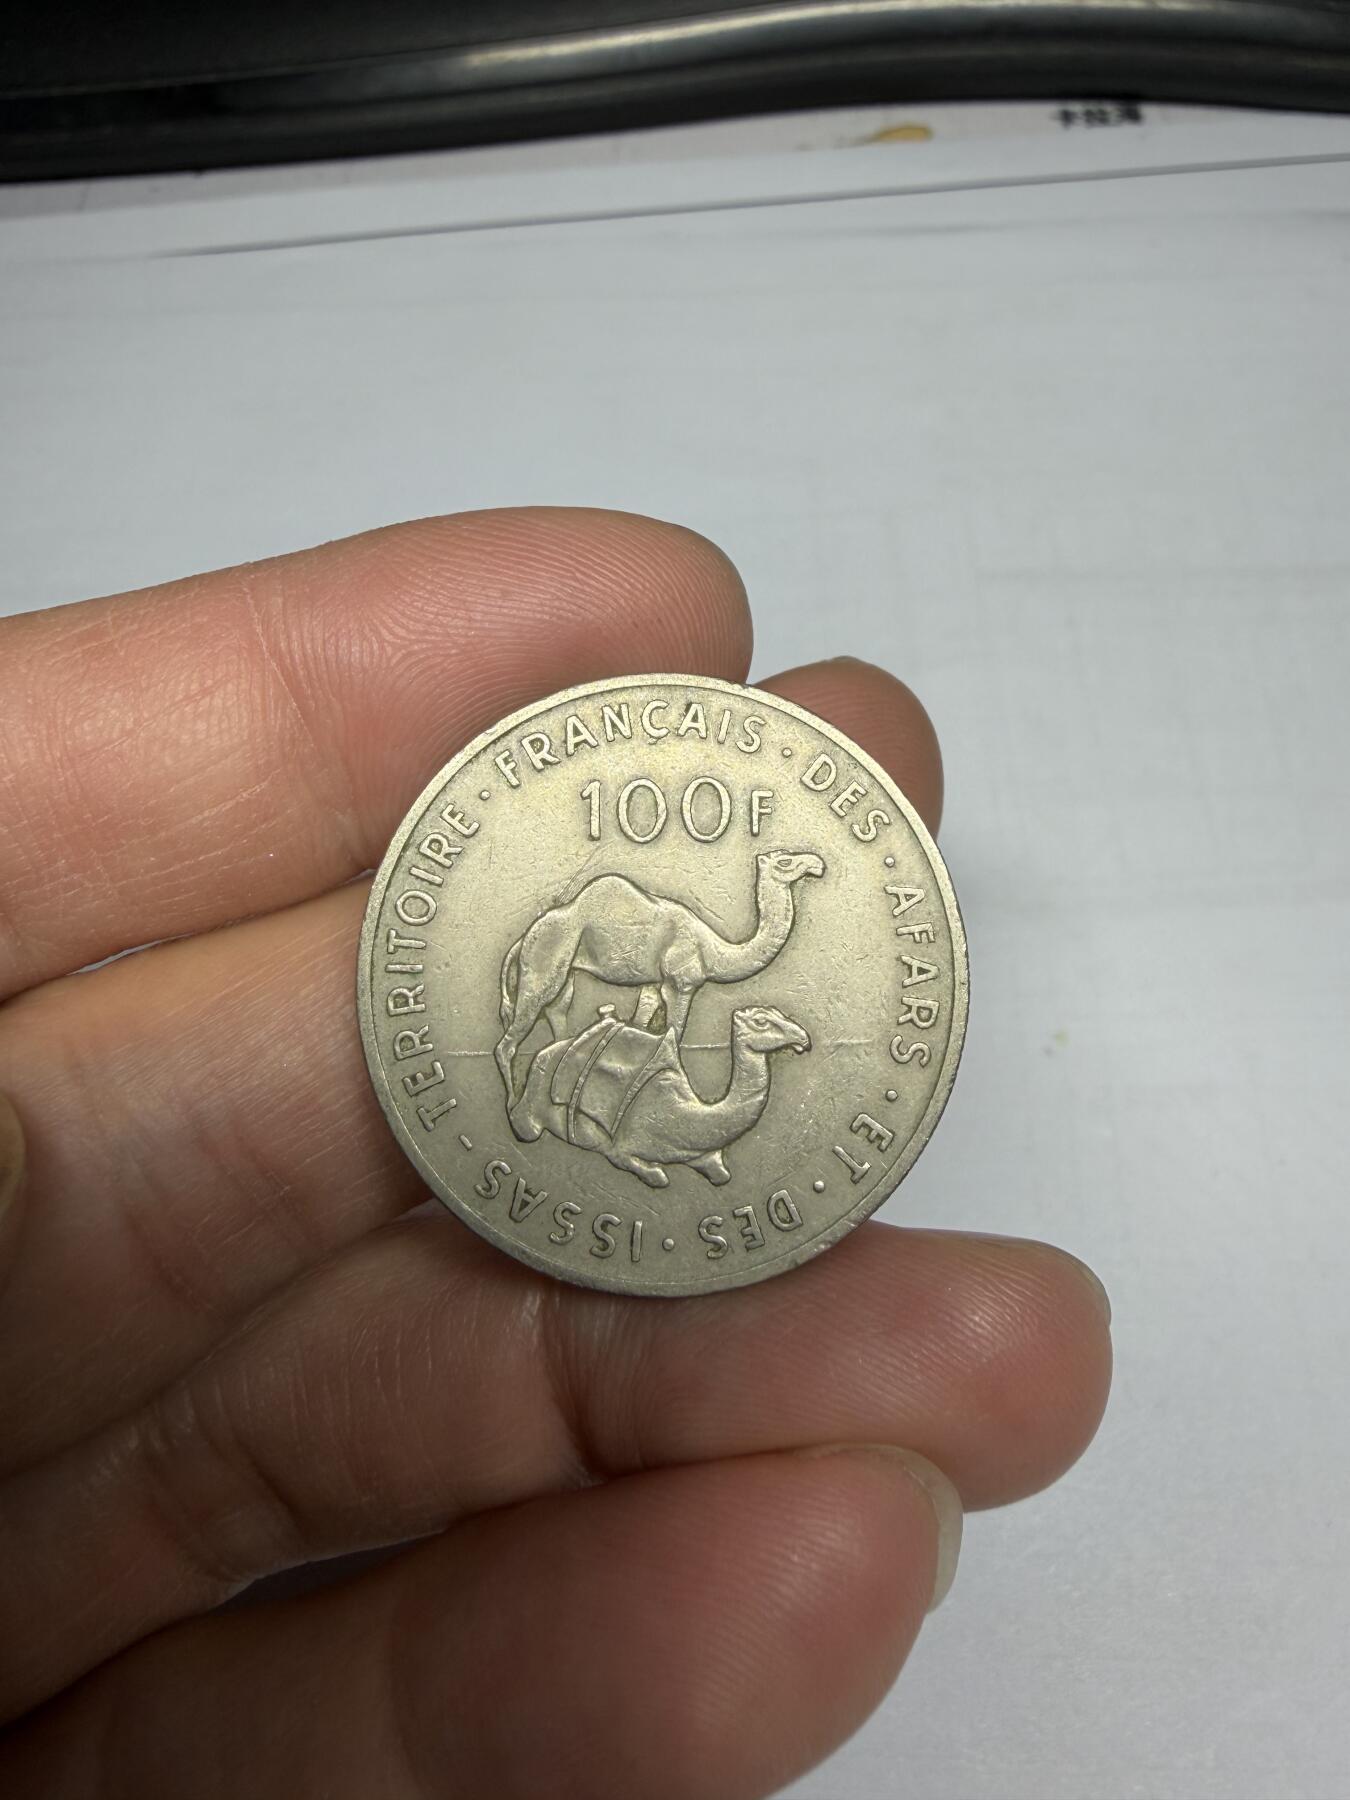 TERRITOIRE · FRANÇAIS · DES · AFARS · ET · DES · ISSAS -
100F